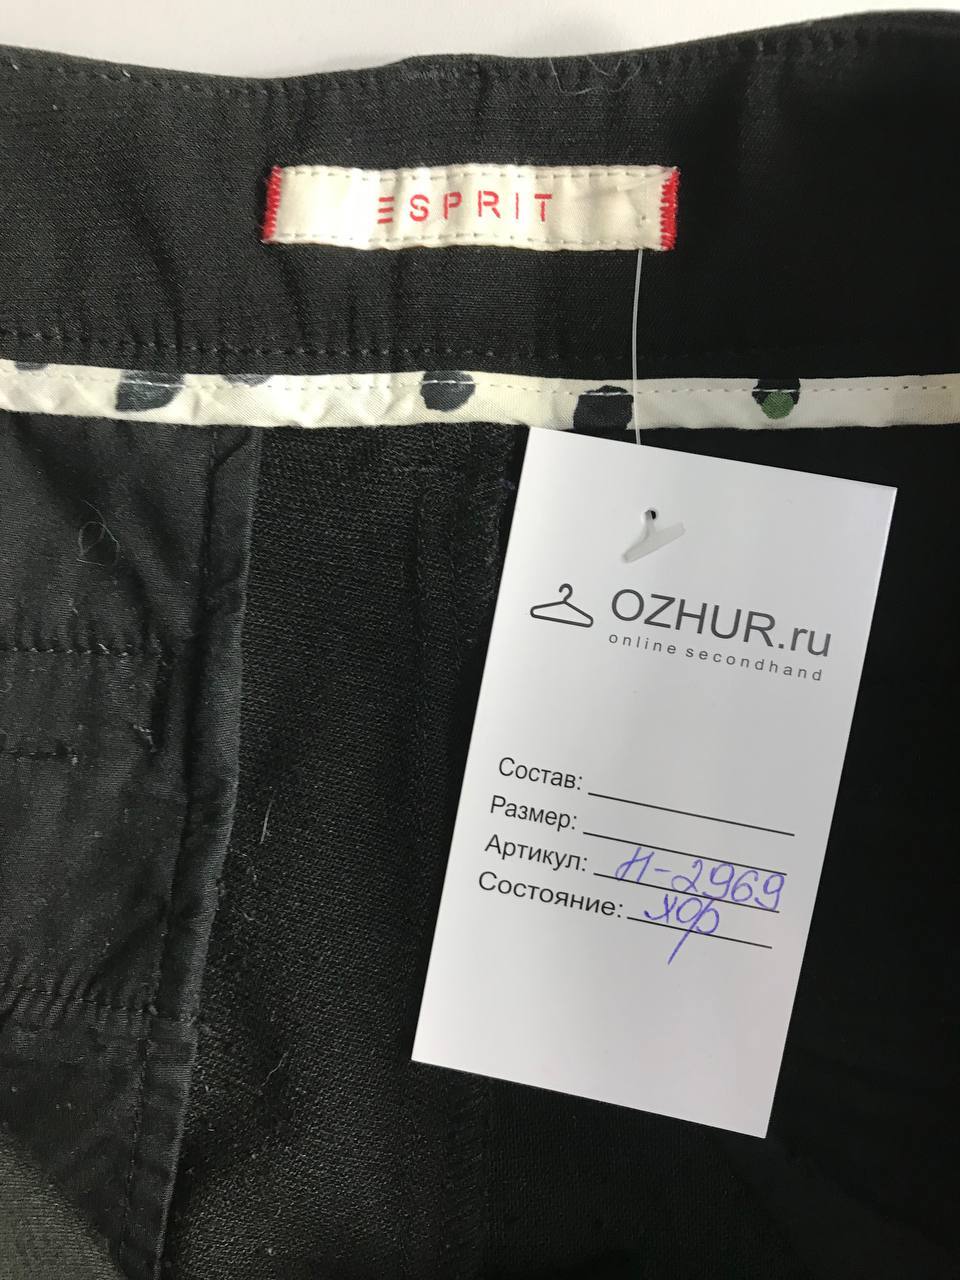 ESPRIT
OZHUR.ru
online secondhand
Состав:
Размер:
Артикул: Н-2969
Состояние: хор